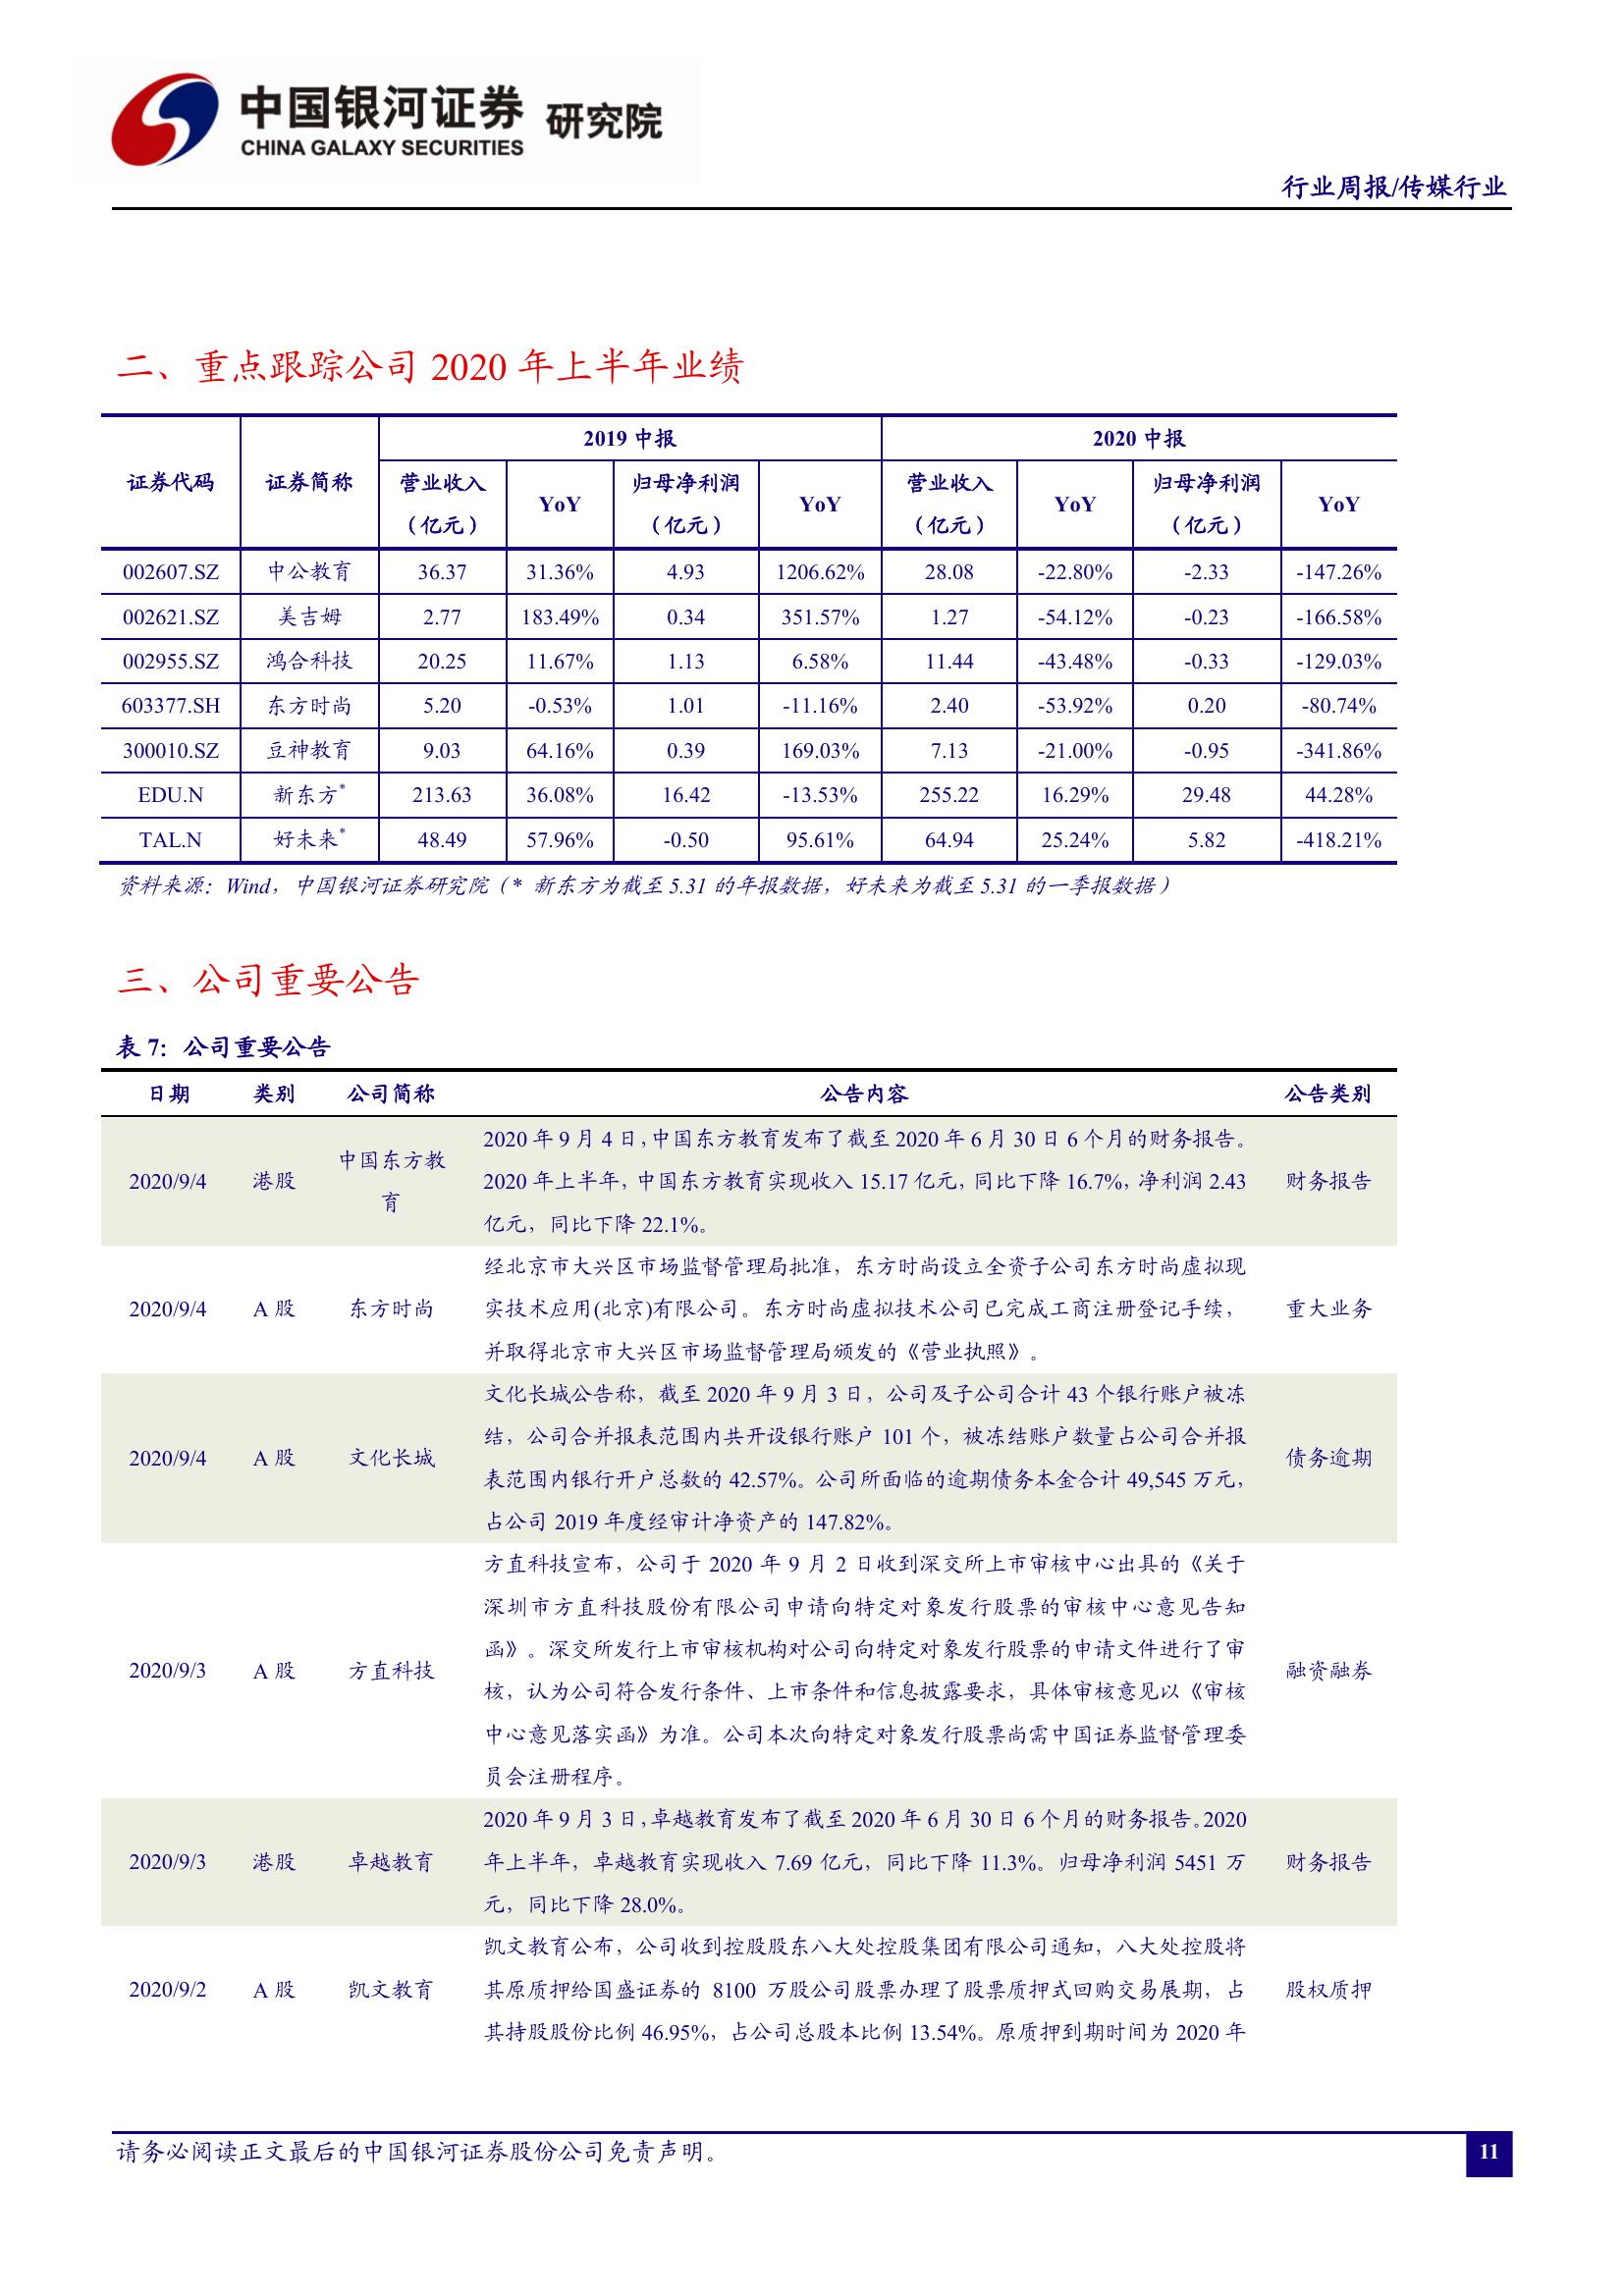 中国银河证券 研究院
CHINA GALAXY SECURITIES
行业周报/传媒行业
二、重点跟踪公司 2020 年上半年业绩
证券代码 证券简称 2019 中报 2020 中报
营业收入（亿元） YoY 归母净利润（亿元） YoY 营业收入（亿元） YoY 归母净利润（亿元） YoY
002607.SZ 中公教育 36.37 31.36% 4.93 1206.62% 28.08 -22.80% -2.33 -147.26%
002621.SZ 美吉姆 2.77 183.49% 0.34 351.57% 1.27 -54.12% -0.23 -166.58%
002955.SZ 鸿合科技 20.25 11.67% 1.13 6.58% 11.44 -43.48% -0.33 -129.03%
603377.SH 东方时尚 5.20 -0.53% 1.01 -11.16% 2.40 -53.92% 0.20 -80.74%
300010.SZ 豆神教育 9.03 64.16% 0.39 169.03% 7.13 -21.00% -0.95 -341.86%
EDU.N 新东方* 213.63 36.08% 16.42 -13.53% 255.22 16.29% 29.48 44.28%
TAL.N 好未来* 48.49 57.96% -0.50 95.61% 64.94 25.24% 5.82 -418.21%
资料来源：Wind，中国银河证券研究院（* 新东方为截至 5.31 的年报数据，好未来为截至 5.31 的一季报数据）
三、公司重要公告
表 7：公司重要公告
日期 类别 公司简称 公告内容 公告类别
2020/9/4 港股 中国东方教育
2020 年 9 月 4 日，中国东方教育发布了截至 2020 年 6 月 30 日 6 个月的财务报告。
2020 年上半年，中国东方教育实现收入 15.17 亿元，同比下降 16.7%，净利润 2.43
亿元，同比下降 22.1%。
财务报告
2020/9/4 A 股 东方时尚
经北京市大兴区市场监督管理局批准，东方时尚设立全资子公司东方时尚虚拟现
实技术应用(北京)有限公司。东方时尚虚拟技术公司已完成工商注册登记手续，
并取得北京市大兴区市场监督管理局颁发的《营业执照》。
重大业务
2020/9/4 A 股 文化长城
文化长城公告称，截至 2020 年 9 月 3 日，公司及子公司合计 43 个银行账户被冻
结，公司合并报表范围内共开设银行账户 101 个，被冻结账户数量占公司合并报
表范围内银行开户总数的 42.57%。公司所面临的逾期债务本金合计 49,545 万元，
占公司 2019 年度经审计净资产的 147.82%。
债务逾期
2020/9/3 A 股 方直科技
方直科技宣布，公司于 2020 年 9 月 2 日收到深交所上市审核中心出具的《关于
深圳市方直科技股份有限公司申请向特定对象发行股票的审核中心意见告知
函》。深交所发行上市审核机构对公司向特定对象发行股票的申请文件进行了审
核，认为公司符合发行条件、上市条件和信息披露要求，具体审核意见以《审核
中心意见落实函》为准。公司本次向特定对象发行股票尚需中国证券监督管理委
员会注册程序。
融资融券
2020/9/3 港股 卓越教育
2020 年 9 月 3 日，卓越教育发布了截至 2020 年 6 月 30 日 6 个月的财务报告。2020
年上半年，卓越教育实现收入 7.69 亿元，同比下降 11.3%。归母净利润 5451 万
元，同比下降 28.0%。
财务报告
2020/9/2 A 股 凯文教育
凯文教育公布，公司收到控股股东八大处控股集团有限公司通知，八大处控股将
其原质押给国盛证券的 8100 万股公司股票办理了股票质押式回购交易展期，占
其持股股份比例 46.95%，占公司总股本比例 13.54%。原质押到期时间为 2020 年
股权质押
请务必阅读正文最后的中国银河证券股份公司免责声明。
11